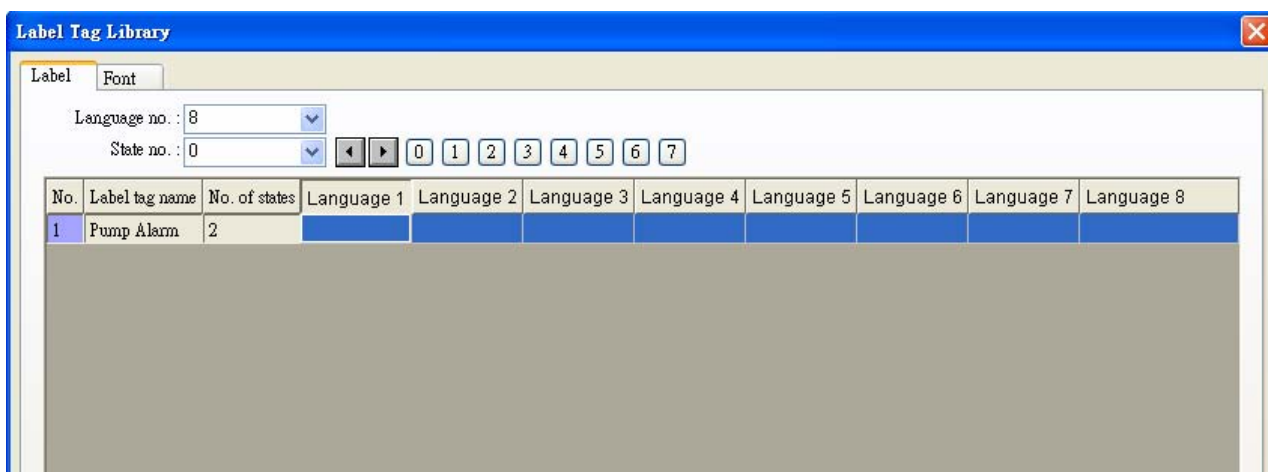 Label Tag Library
Label Font
Language no. : 8
State no. : 0 0 1 2 3 4 5 6 7
No. Label tag name No. of states Language 1 Language 2 Language 3 Language 4 Language 5 Language 6 Language 7 Language 8
1 Pump Alarm 2